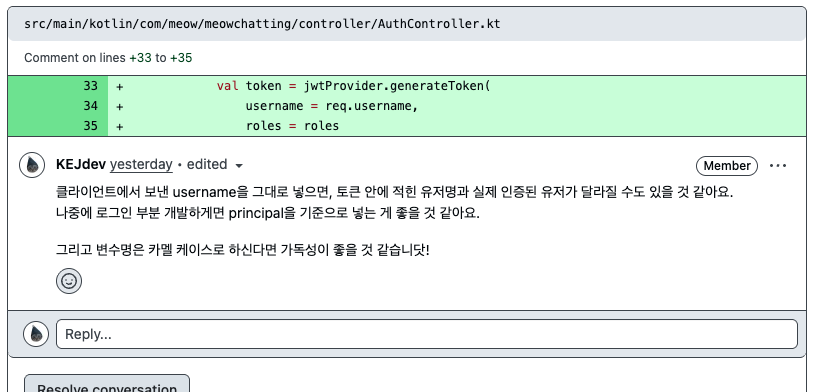 src/main/kotlin/com/meow/meowchatting/controller/AuthController.kt
Comment on lines +33 to +35
33 + val token = jwtProvider.generateToken(
34 + username = req.username,
35 + roles = roles
KEJdev yesterday • edited Member ...
클라이언트에서 보낸 username을 그대로 넣으면, 토큰 안에 적힌 유저명과 실제 인증된 유저가 달라질 수도 있을 것 같아요.
나중에 로그인 부분 개발하게면 principal을 기준으로 넣는 게 좋을 것 같아요.
그리고 변수명은 카멜 케이스로 하신다면 가독성이 좋을 것 같습니닷!
Reply...
Resolve conversation